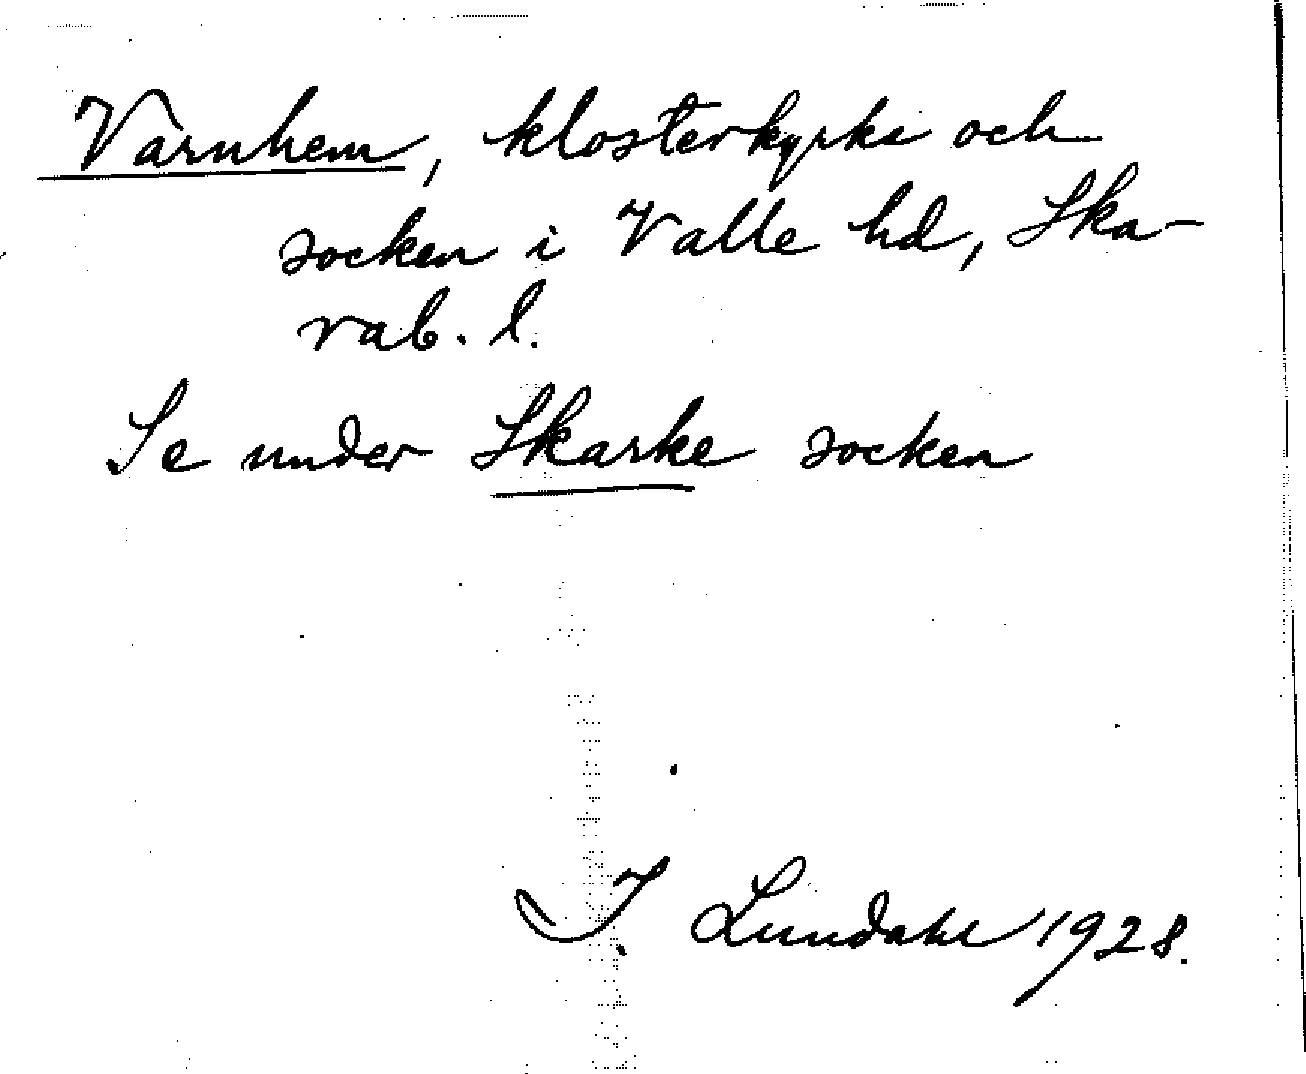 Varnhem, klosterkyrka och
socken i Valle hd, Ska-
rab. l.
Se under Skarke socken
I. Lundahl 1928.